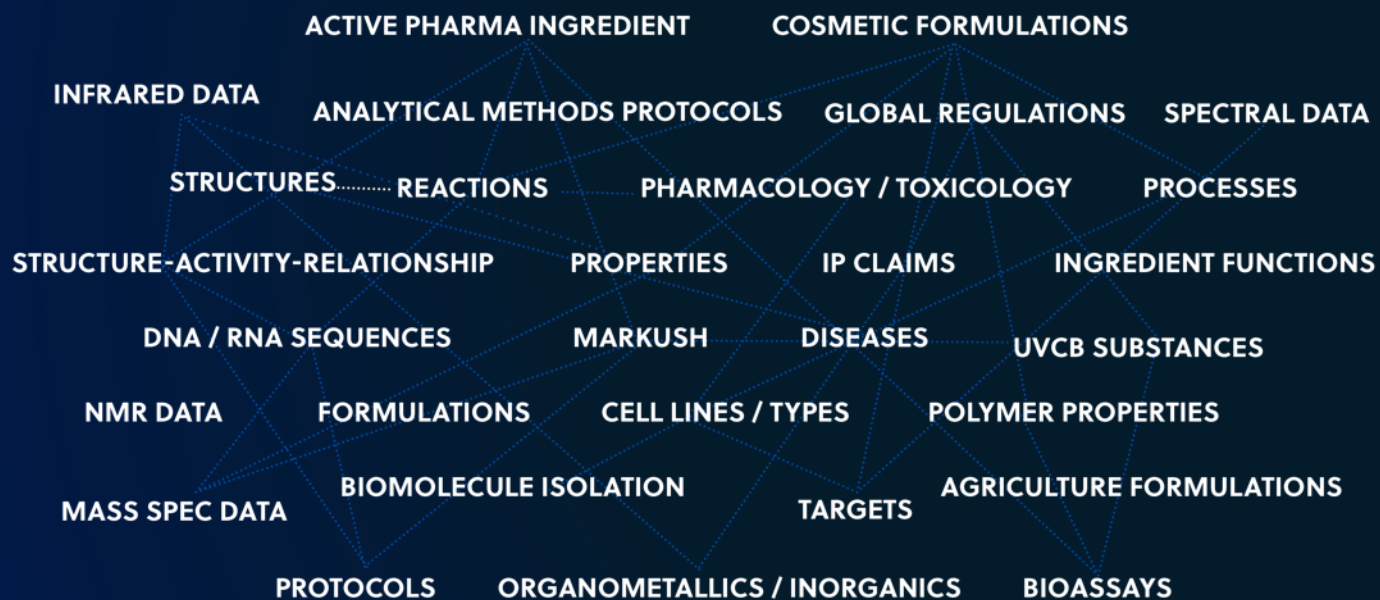 ACTIVE PHARMA INGREDIENT
COSMETIC FORMULATIONS
INFRARED DATA
ANALYTICAL METHODS PROTOCOLS
GLOBAL REGULATIONS
SPECTRAL DATA
STRUCTURES
REACTIONS
PHARMACOLOGY / TOXICOLOGY
PROCESSES
STRUCTURE-ACTIVITY-RELATIONSHIP
PROPERTIES
IP CLAIMS
INGREDIENT FUNCTIONS
DNA / RNA SEQUENCES
MARKUSH
DISEASES
UVCB SUBSTANCES
NMR DATA
FORMULATIONS
CELL LINES / TYPES
POLYMER PROPERTIES
MASS SPEC DATA
BIOMOLECULE ISOLATION
TARGETS
AGRICULTURE FORMULATIONS
PROTOCOLS
ORGANOMETALLICS / INORGANICS
BIOASSAYS